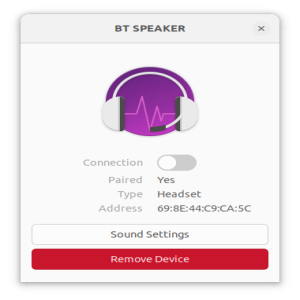 BT SPEAKER
Connection
Paired Yes
Type Headset
Address 69:8E:44:C9:CA:5C
Sound Settings
Remove Device